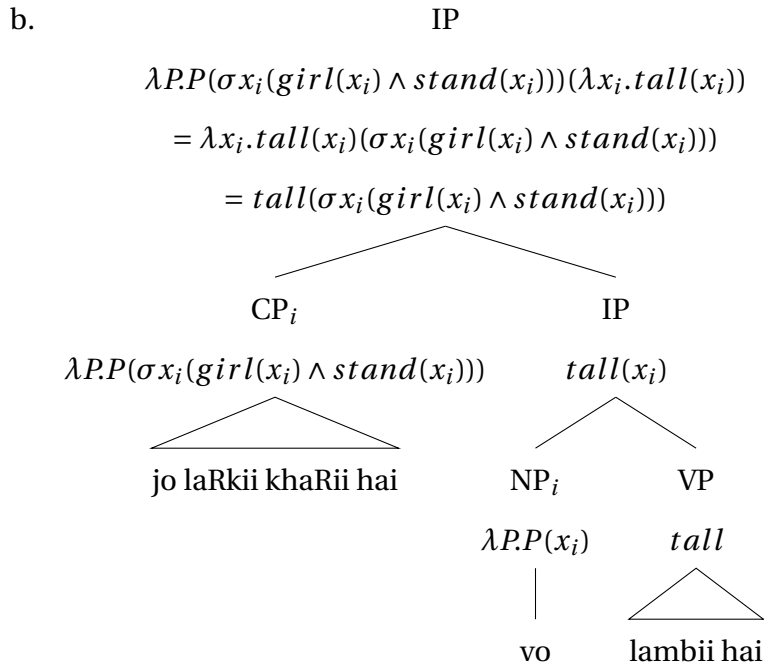 b. IP
λP.P(σx_i(girl(x_i) ∧ stand(x_i)))(λx_i.tall(x_i))
= λx_i.tall(x_i)(σx_i(girl(x_i) ∧ stand(x_i)))
= tall(σx_i(girl(x_i) ∧ stand(x_i)))
CP_i IP
λP.P(σx_i(girl(x_i) ∧ stand(x_i))) tall(x_i)
jo laRkii khaRii hai NP_i VP
λP.P(x_i) tall
vo lambii hai